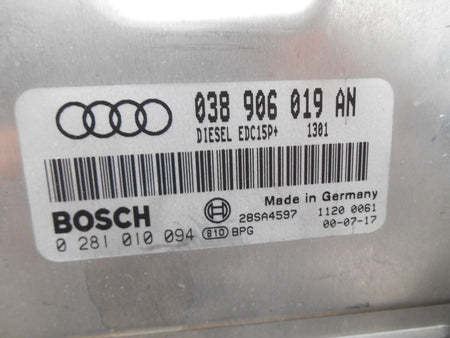 038 906 019 AN
DIESEL EDC15P+ 1301
Made in Germany
BOSCH 28SA4597 1120 0061
0 281 010 094 810 BPG 00-07-17